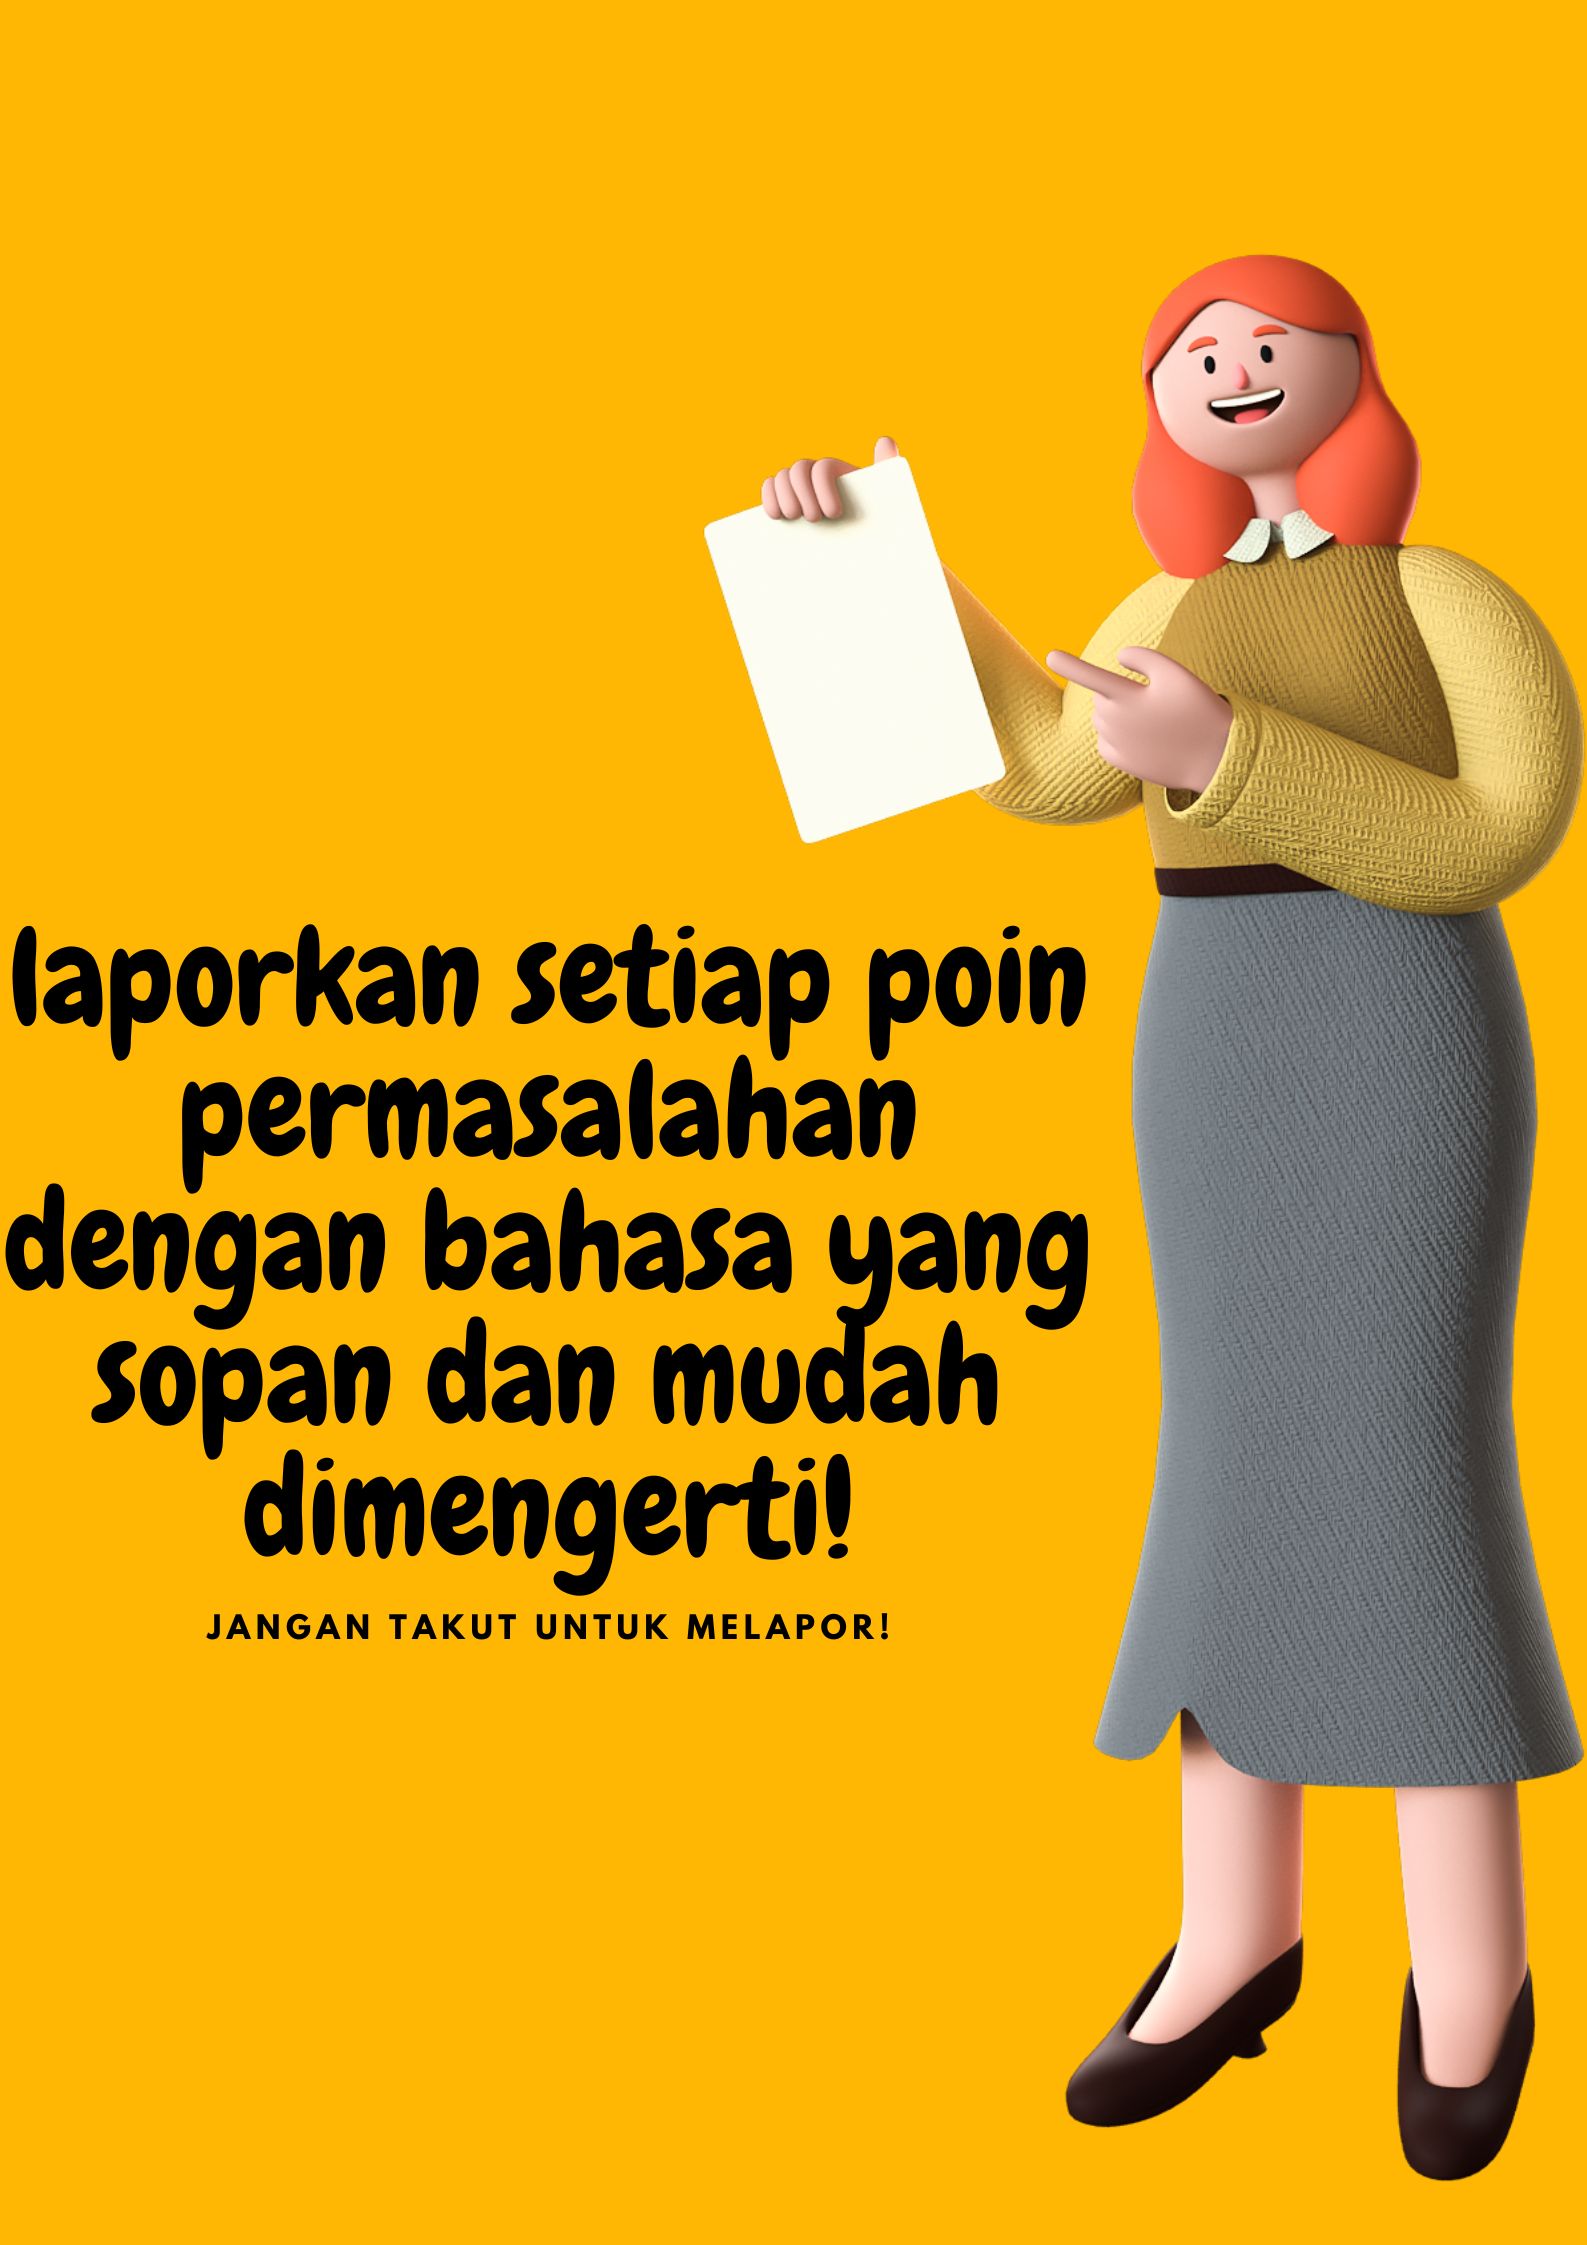 laporkan setiap poin
permasalahan
dengan bahasa yang
sopan dan mudah
dimengerti!
JANGAN TAKUT UNTUK MELAPOR!